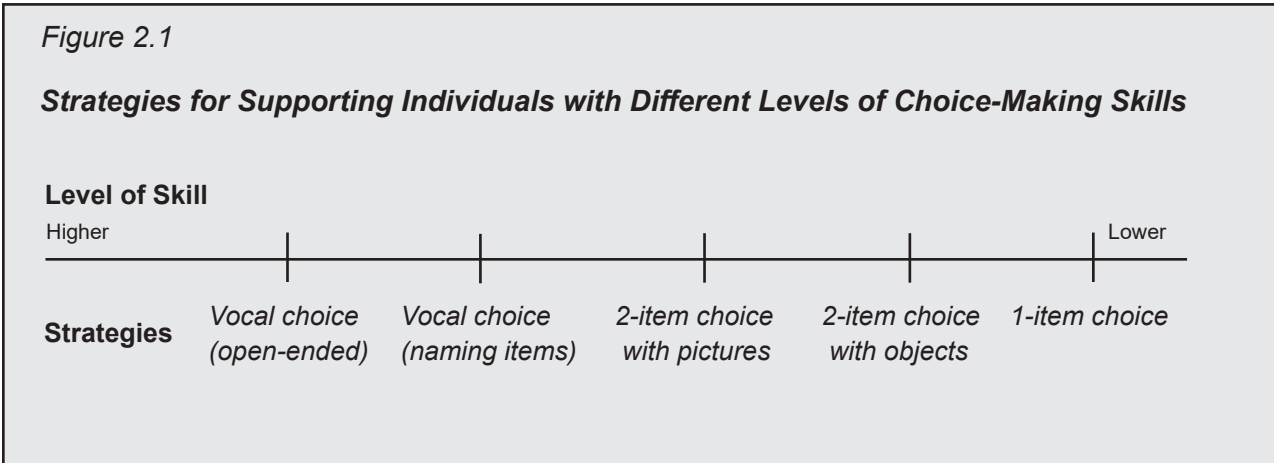 Figure 2.1
Strategies for Supporting Individuals with Different Levels of Choice-Making Skills
Level of Skill
Higher
Lower
Strategies
Vocal choice
(open-ended)
Vocal choice
(naming items)
2-item choice
with pictures
2-item choice
with objects
1-item choice